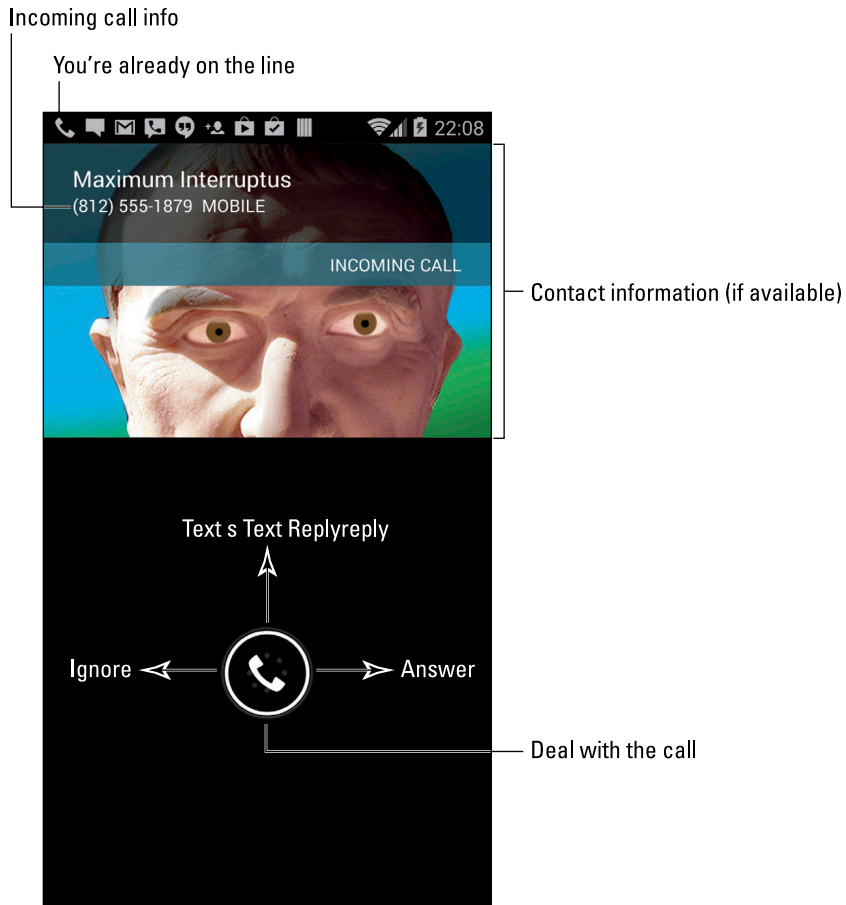 Incoming call info
You're already on the line
22:08
Maximum Interruptus
(812) 555-1879 MOBILE
INCOMING CALL
Contact information (if available)
Text s Text Replyreply
Ignore
Answer
Deal with the call